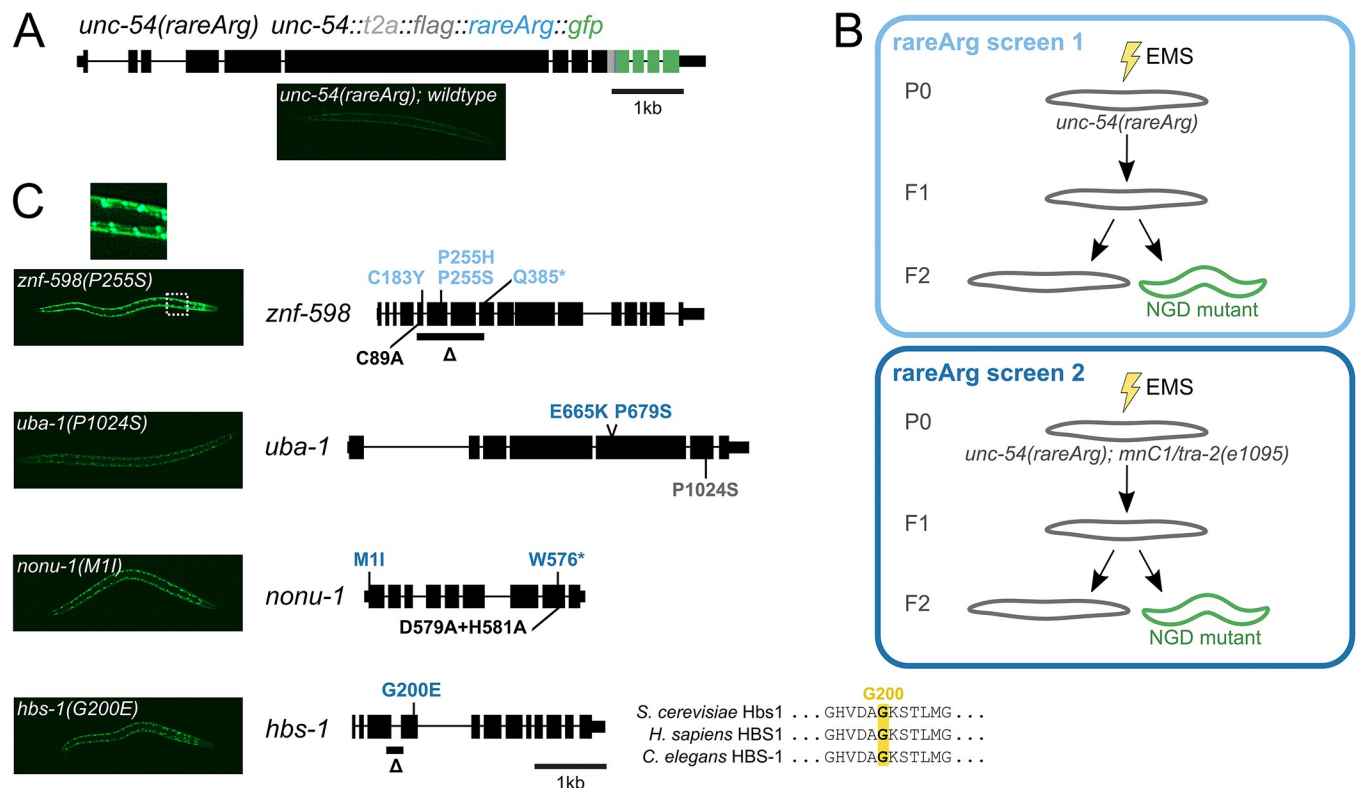 A
unc-54(rareArg) unc-54::t2a::flag::rareArg::gfp
unc-54(rareArg); wildtype
1kb
B
rareArg screen 1
EMS
P0
unc-54(rareArg)
F1
F2
NGD mutant
rareArg screen 2
EMS
P0
unc-54(rareArg); mnC1/tra-2(e1095)
F1
F2
NGD mutant
C
znf-598(P255S)
znf-598
P255H
C183Y P255S Q385*
C89A
Δ
uba-1(P1024S)
uba-1
E665K P679S
P1024S
nonu-1(M1I)
nonu-1
M1I W576*
D579A+H581A
hbs-1(G200E)
hbs-1
G200E
Δ
1kb
G200
S. cerevisiae Hbs1 ...GHVDAGKSTLMG...
H. sapiens HBS1 ...GHVDAGKSTLMG...
C. elegans HBS-1 ...GHVDAGKSTLMG...